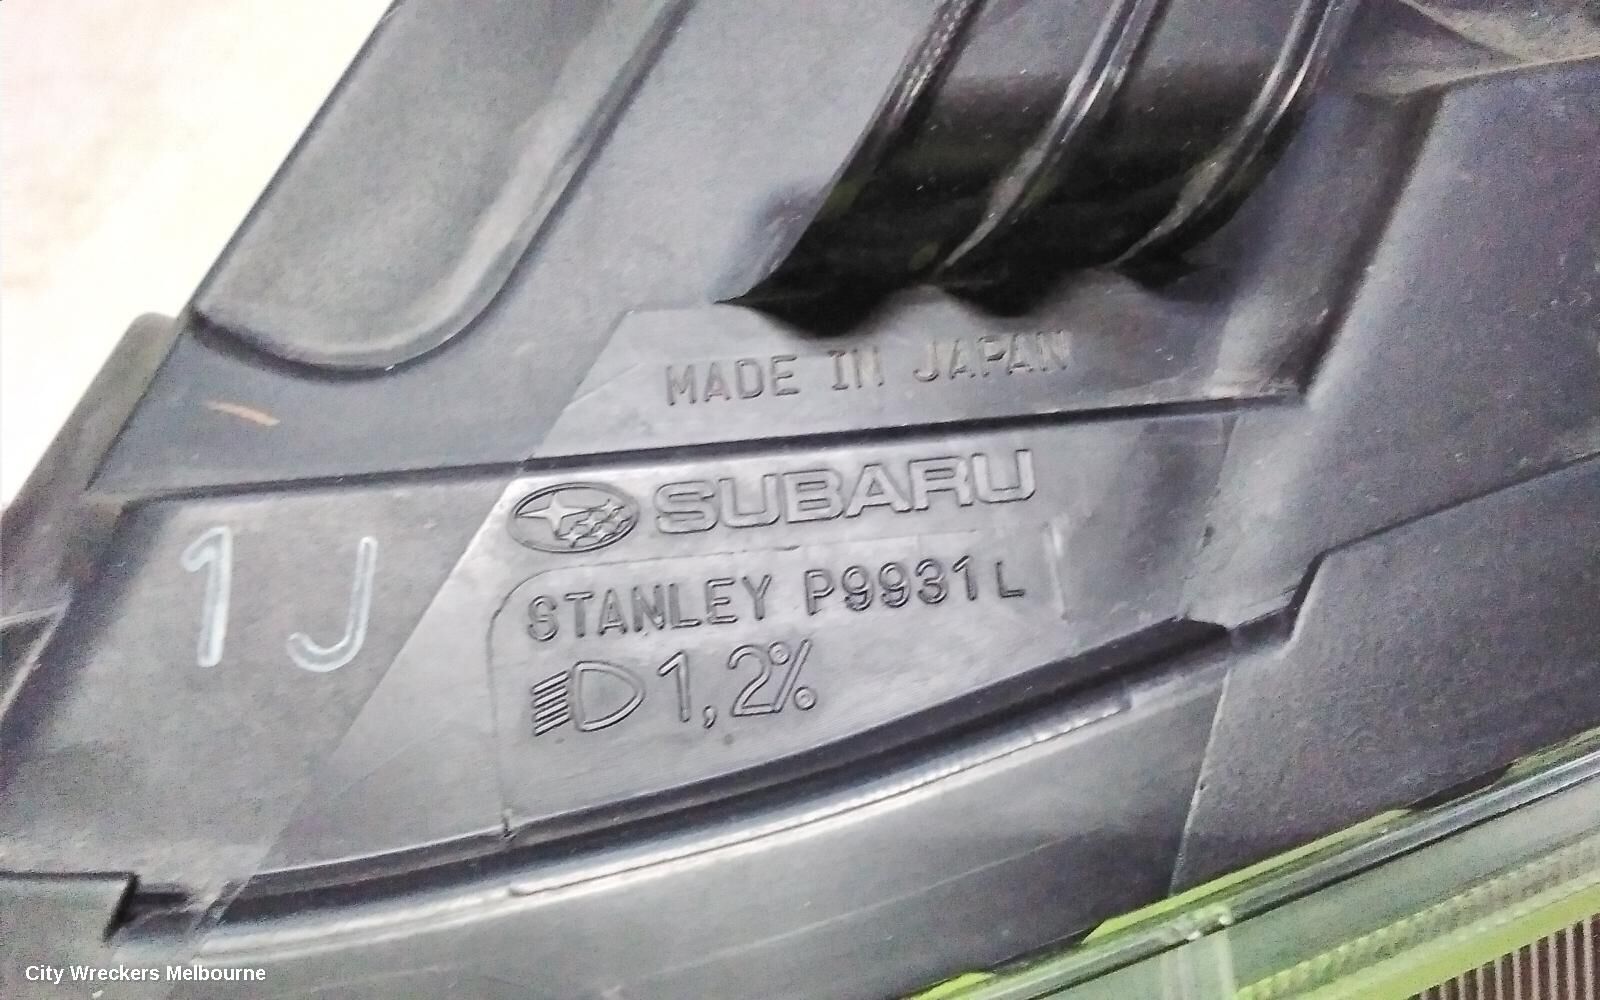 MADE IN JAPAN
SUBARU
1J
STANLEY P9931L
1,2%
City Wreckers Melbourne